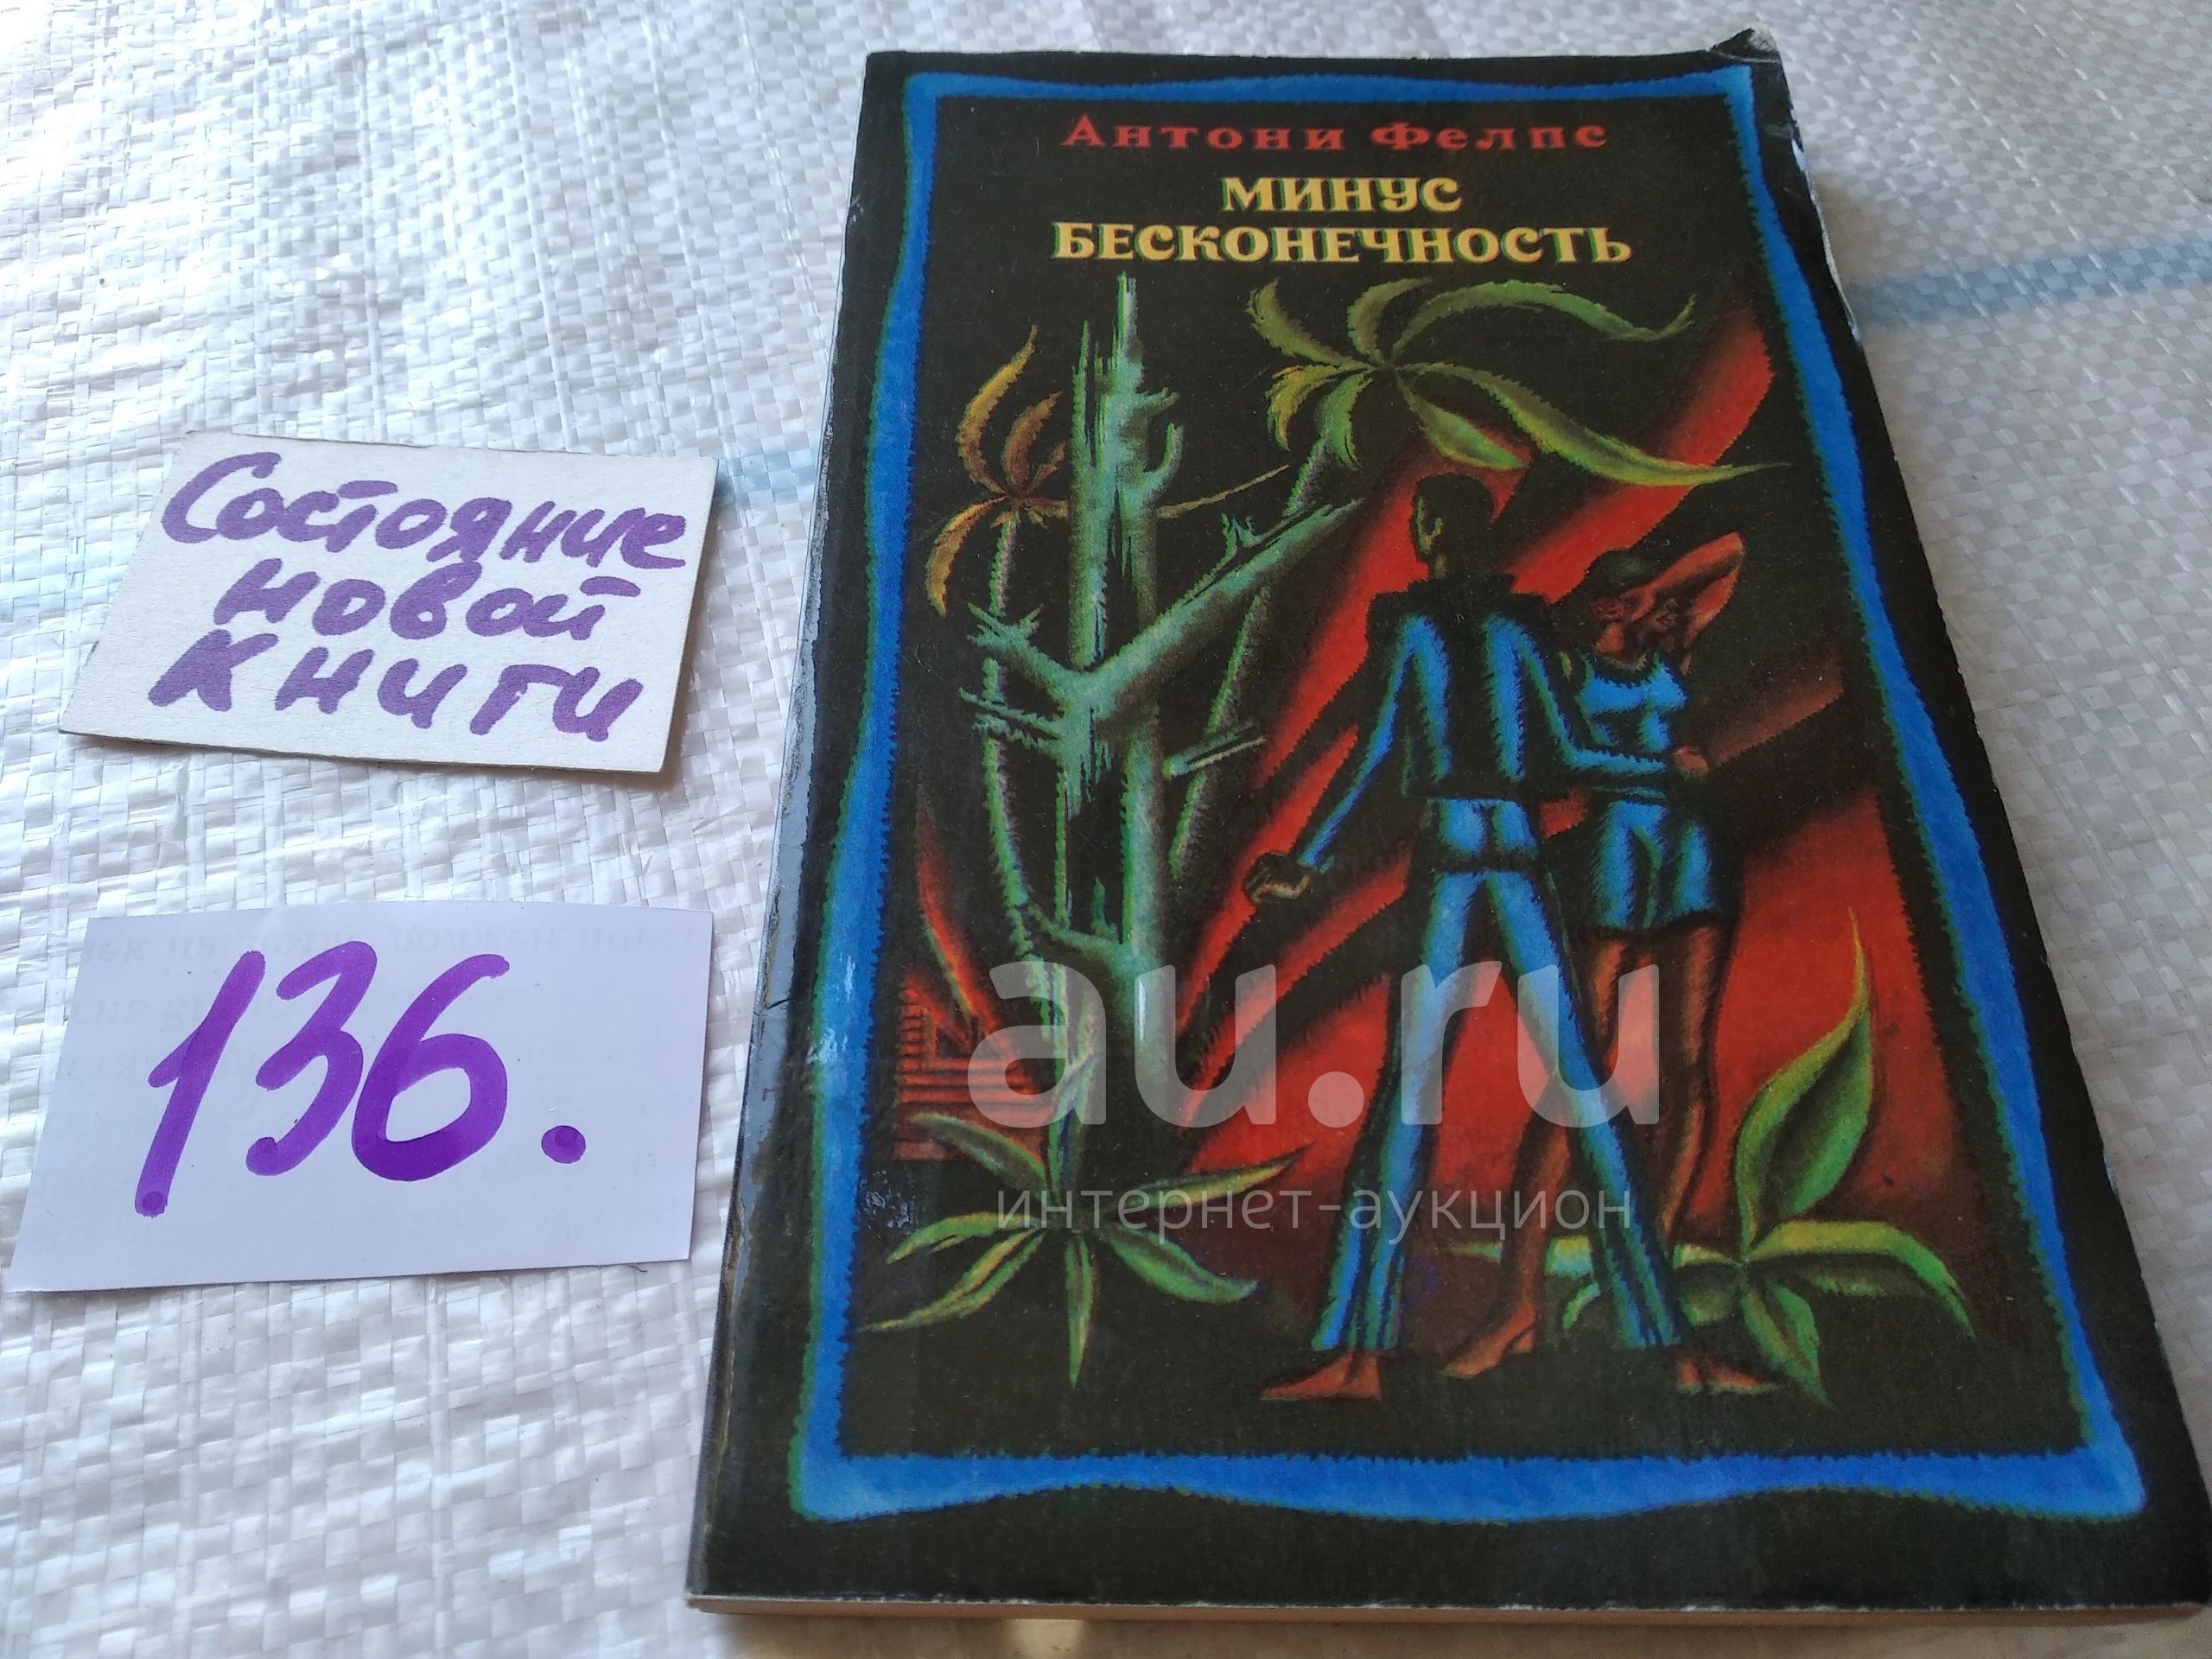 Антони Фелпс
МИНУС
БЕСКОНЕЧНОСТЬ
Состояние
новой
Книги
136.
au.ru
интернет-аукцион